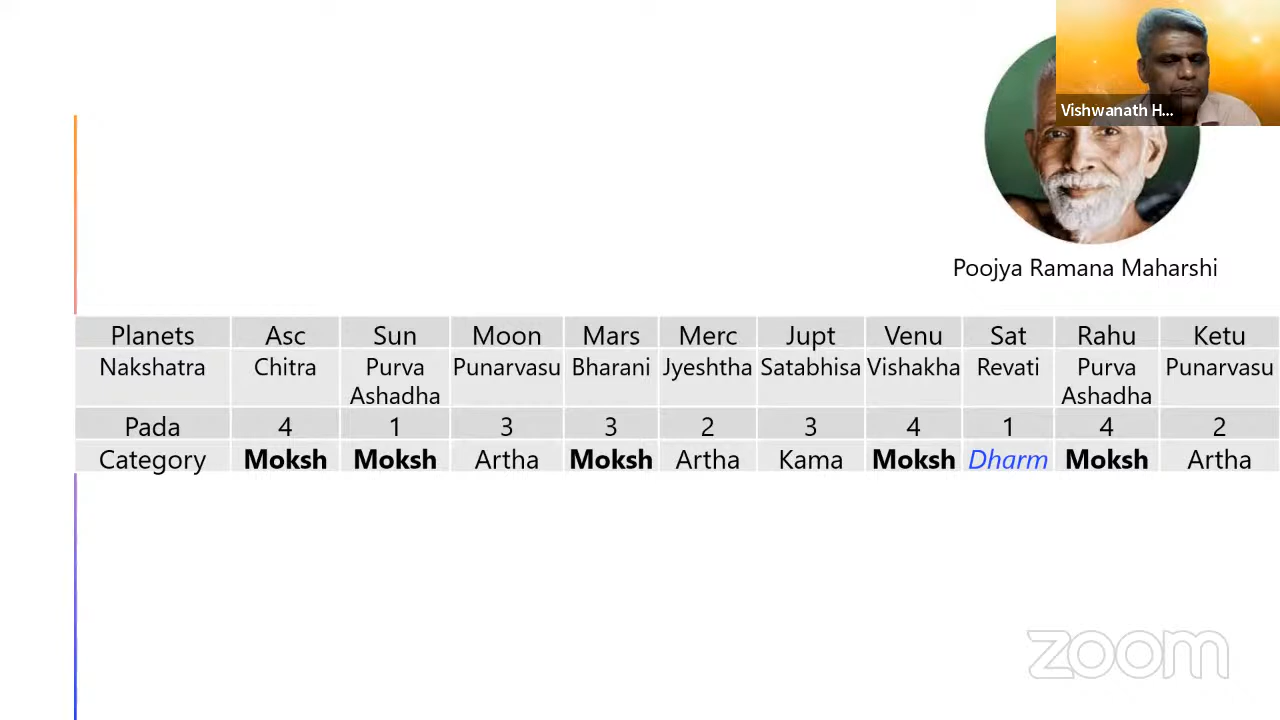 Vishwanath H...
Poojya Ramana Maharshi
Planets Asc Sun Moon Mars Merc Jupt Venu Sat Rahu Ketu
Nakshatra Chitra Purva Ashadha Punarvasu Bharani Jyeshtha Satabhisa Vishakha Revati Purva Ashadha Punarvasu
Pada 4 1 3 3 2 3 4 1 4 2
Category Moksh Moksh Artha Moksh Artha Kama Moksh Dharm Moksh Artha
zoom